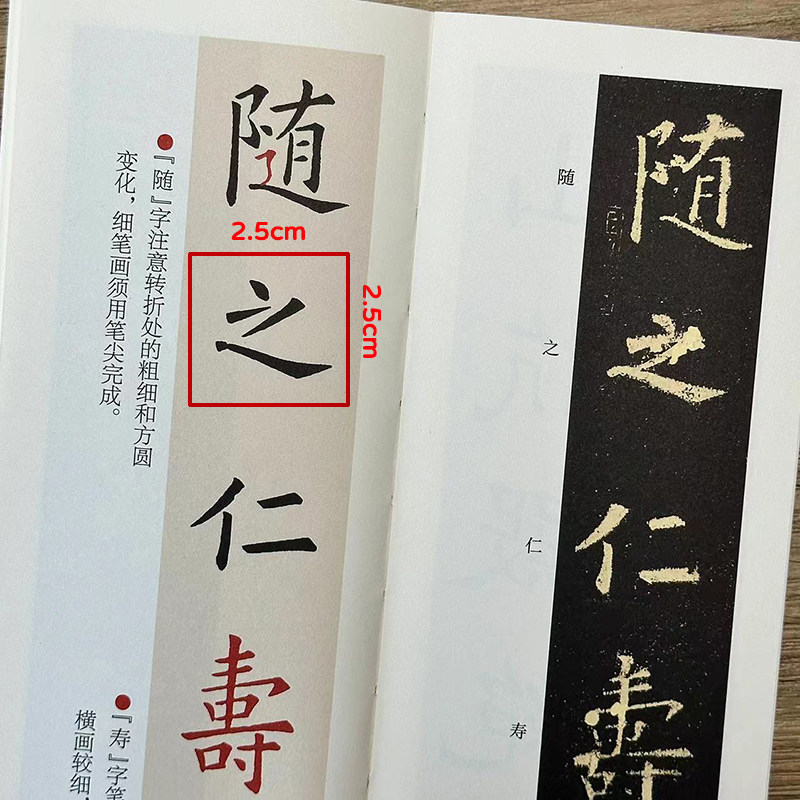 随
之
仁
壽
2.5cm
2.5cm
●『随』字注意转折处的粗细和方圆
变化，细笔画须用笔尖完成。
●『寿』字笔
横画较细，
随
之
仁
壽
随
之
仁
寿